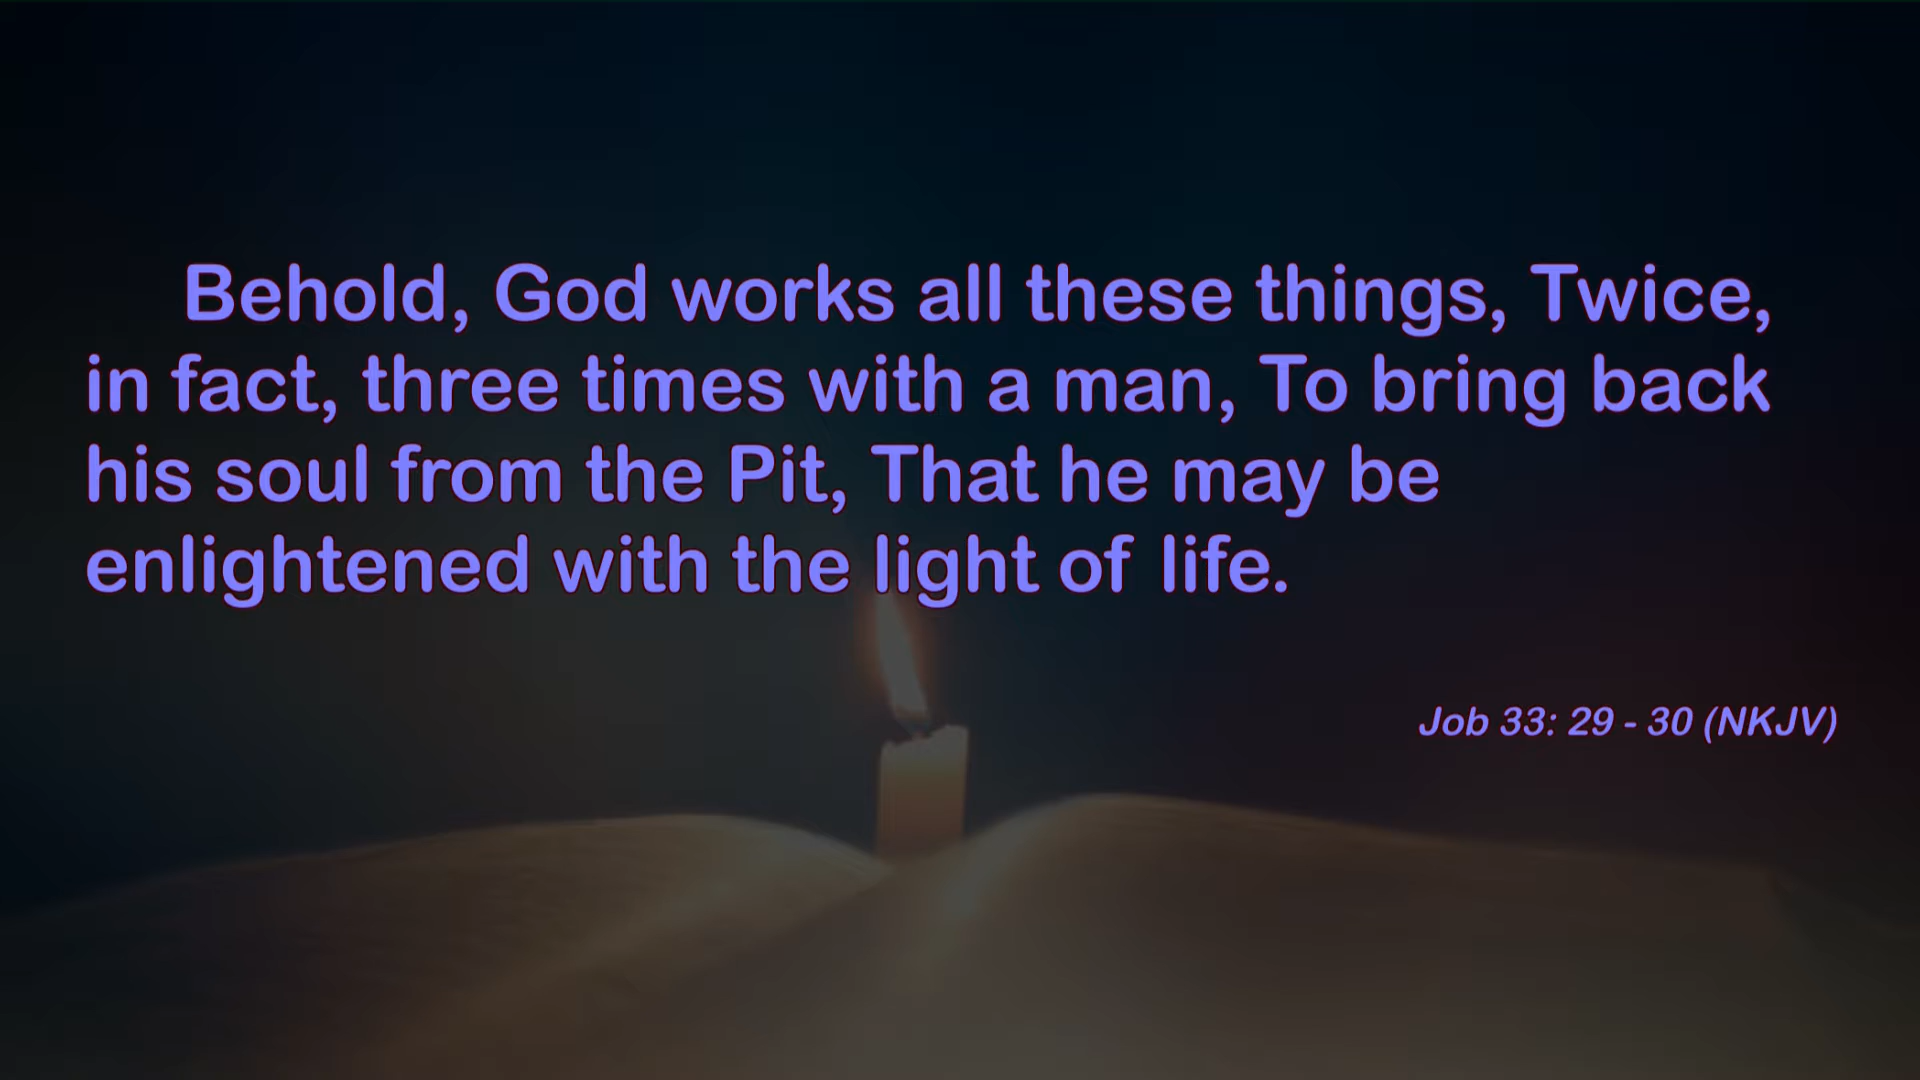 Behold, God works all these things, Twice,
in fact, three times with a man, To bring back
his soul from the Pit, That he may be
enlightened with the light of life.
Job 33: 29 - 30 (NKJV)